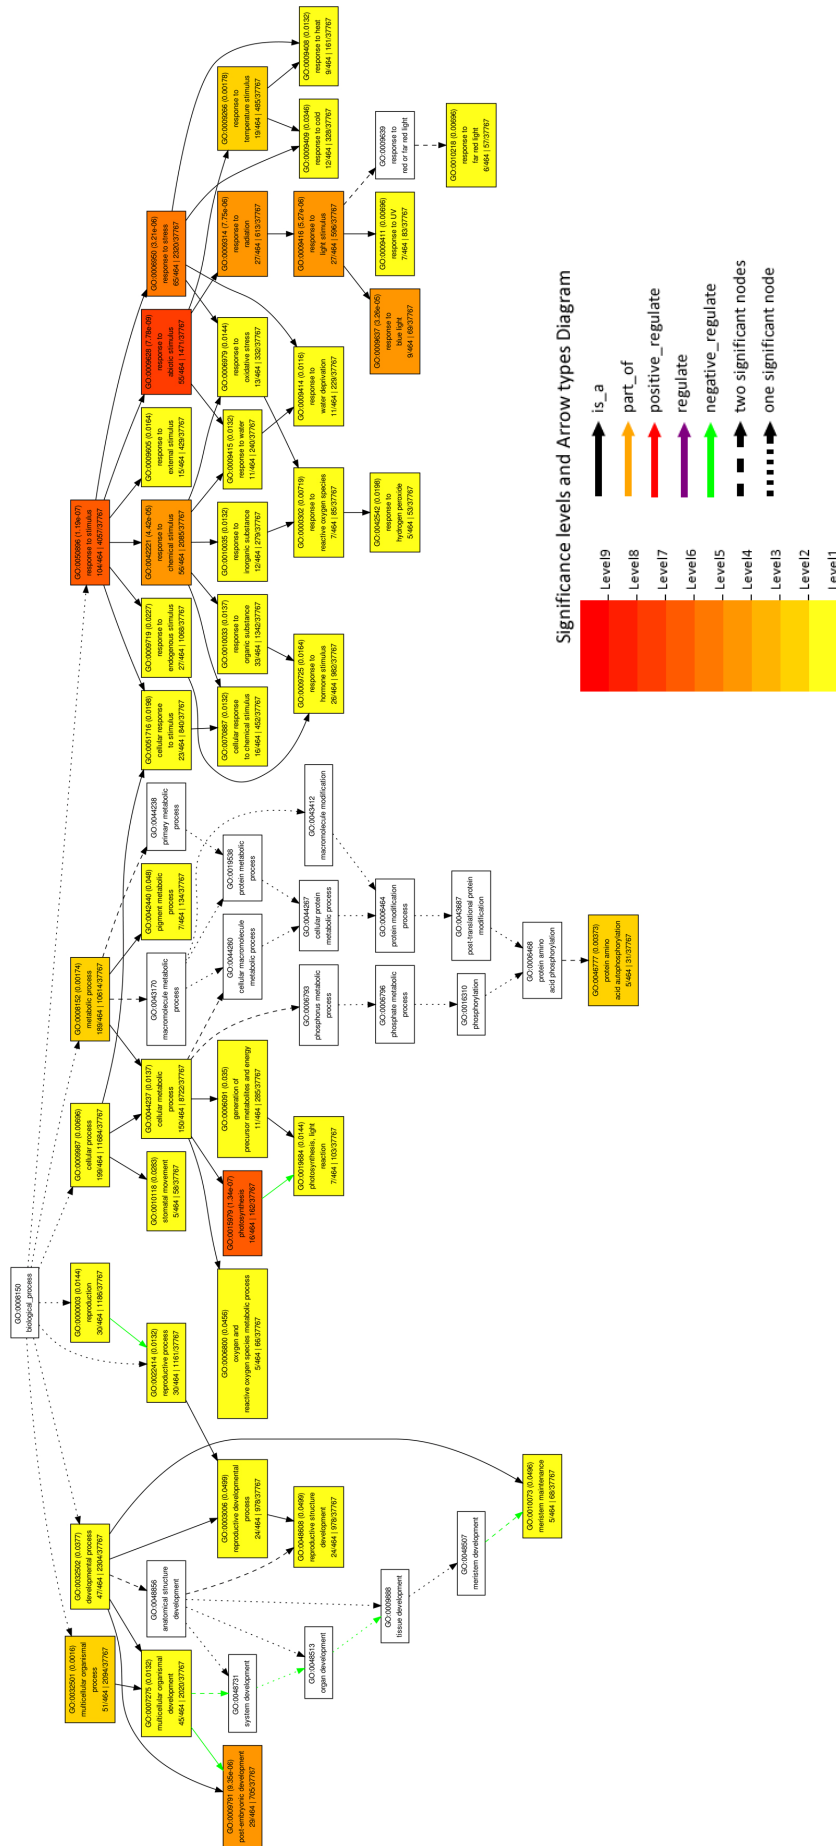 GO:0008150
biological_process
GO:0032501 (0.0016)
multicellular organismal
process
51/464 | 2094/37767
GO:0032502 (0.0377)
developmental process
47/464 | 2304/37767
GO:0000003 (0.0144)
reproduction
30/464 | 1186/37767
GO:0009987 (0.00696)
cellular process
199/464 | 11684/37767
GO:0008152 (0.00174)
metabolic process
189/464 | 10614/37767
GO:0050896 (1.19e-07)
response to stimulus
104/464 | 4057/37767
GO:0007275 (0.0132)
multicellular organismal
development
45/464 | 2020/37767
GO:0048856
anatomical structure
development
GO:0022414 (0.0132)
reproductive process
30/464 | 1161/37767
GO:0010118 (0.0283)
stomatal movement
5/464 | 58/37767
GO:0044237 (0.0137)
cellular metabolic
process
150/464 | 8722/37767
GO:0043170
macromolecule metabolic
process
GO:0042440 (0.048)
pigment metabolic
process
7/464 | 134/37767
GO:0044238
primary metabolic
process
GO:0051716 (0.0198)
cellular response
to stimulus
23/464 | 840/37767
GO:0009719 (0.0227)
response to
endogenous stimulus
27/464 | 1068/37767
GO:0042221 (4.42e-05)
response to
chemical stimulus
56/464 | 2085/37767
GO:0009605 (0.0164)
response to
external stimulus
15/464 | 429/37767
GO:0009628 (7.78e-09)
response to
abiotic stimulus
55/464 | 1471/37767
GO:0006950 (3.21e-06)
response to stress
65/464 | 2320/37767
GO:0009791 (9.35e-06)
post-embryonic development
29/464 | 705/37767
GO:0048731
system development
GO:0003006 (0.0499)
reproductive developmental
process
24/464 | 978/37767
GO:0006800 (0.0456)
oxygen and
reactive oxygen species metabolic process
5/464 | 66/37767
GO:0015979 (1.34e-07)
photosynthesis
16/464 | 162/37767
GO:0006091 (0.035)
generation of
precursor metabolites and energy
11/464 | 285/37767
GO:0044260
cellular macromolecule
metabolic process
GO:0019538
protein metabolic
process
GO:0070887 (0.0132)
cellular response
to chemical stimulus
16/464 | 452/37767
GO:0010033 (0.0137)
response to
organic substance
33/464 | 1342/37767
GO:0010035 (0.0132)
response to
inorganic substance
12/464 | 279/37767
GO:0009415 (0.0132)
response to water
11/464 | 240/37767
GO:0006979 (0.0144)
response to
oxidative stress
13/464 | 332/37767
GO:0009314 (7.75e-06)
response to
radiation
27/464 | 613/37767
GO:0009266 (0.00178)
response to
temperature stimulus
19/464 | 485/37767
GO:0048513
organ development
GO:0048608 (0.0499)
reproductive structure
development
24/464 | 978/37767
GO:0019684 (0.0144)
photosynthesis, light
reaction
7/464 | 103/37767
GO:0006793
phosphorus metabolic
process
GO:0044267
cellular protein
metabolic process
GO:0043412
macromolecule modification
GO:0009725 (0.0164)
response to
hormone stimulus
26/464 | 982/37767
GO:0000302 (0.00719)
response to
reactive oxygen species
7/464 | 85/37767
GO:0009414 (0.0116)
response to
water deprivation
11/464 | 229/37767
GO:0009416 (5.27e-06)
response to
light stimulus
27/464 | 596/37767
GO:0009409 (0.0346)
response to cold
12/464 | 328/37767
GO:0009408 (0.0132)
response to heat
9/464 | 161/37767
GO:0009888
tissue development
GO:0006796
phosphate metabolic
process
GO:0006464
protein modification
process
GO:0042542 (0.0198)
response to
hydrogen peroxide
5/464 | 53/37767
GO:0009637 (3.26e-05)
response to
blue light
9/464 | 69/37767
GO:0009411 (0.00696)
response to UV
7/464 | 83/37767
GO:0009639
response to
red or far red light
GO:0048507
meristem development
GO:0016310
phosphorylation
GO:0043687
post-translational protein
modification
GO:0010218 (0.00696)
response to
far red light
6/464 | 57/37767
GO:0010073 (0.0496)
meristem maintenance
5/464 | 68/37767
GO:0006468
protein amino
acid phosphorylation
GO:0046777 (0.00373)
protein amino
acid autophosphorylation
5/464 | 31/37767
Significance levels and Arrow types Diagram
Level9
Level8
Level7
Level6
Level5
Level4
Level3
Level2
Level1
is_a
part_of
positive_regulate
regulate
negative_regulate
two significant nodes
one significant node